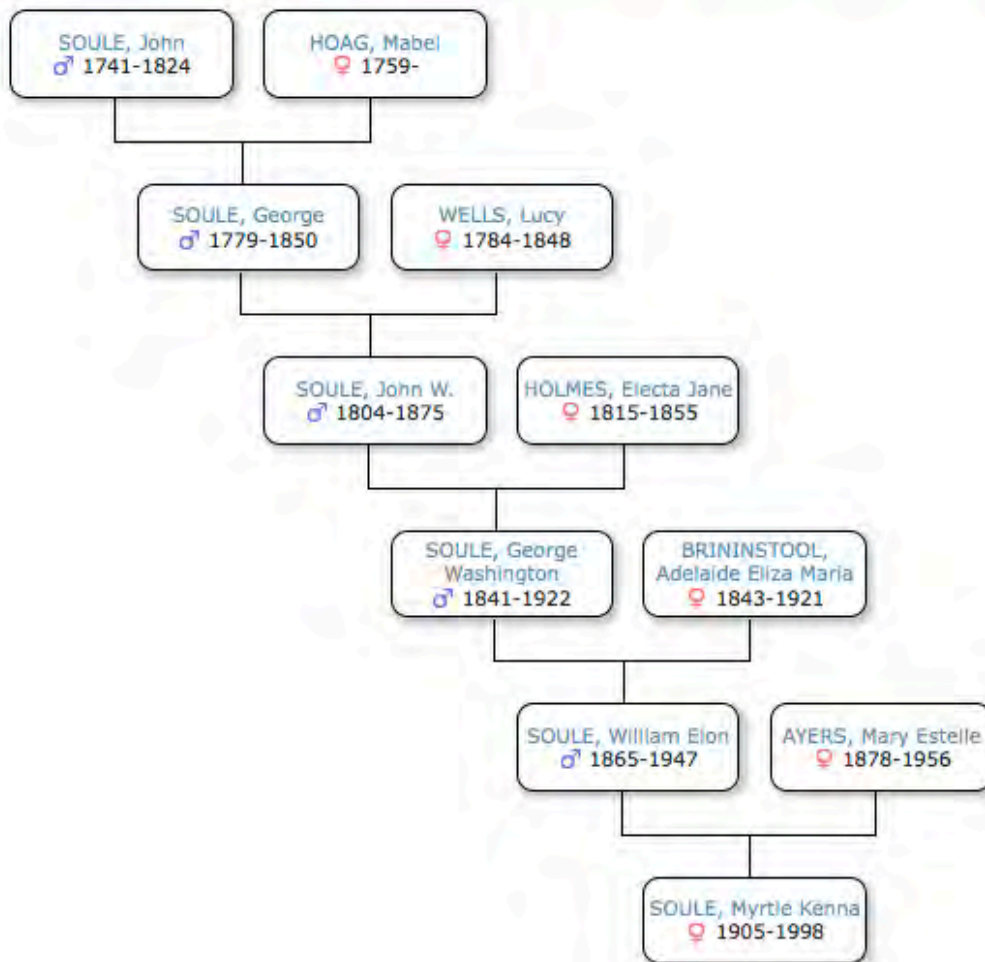 SOULE, John
♂ 1741-1824
HOAG, Mabel
♀ 1759-
SOULE, George
♂ 1779-1850
WELLS, Lucy
♀ 1784-1848
SOULE, John W.
♂ 1804-1875
HOLMES, Electa Jane
♀ 1815-1855
SOULE, George
Washington
♂ 1841-1922
BRININSTOOL,
Adelaide Eliza Maria
♀ 1843-1921
SOULE, William Elon
♂ 1865-1947
AYERS, Mary Estelle
♀ 1878-1956
SOULE, Myrtle Kenna
♀ 1905-1998